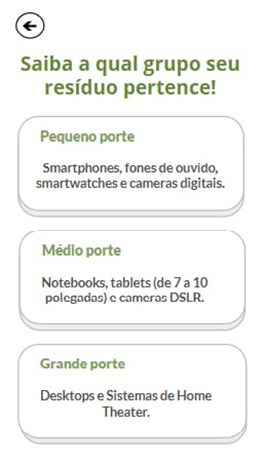 Saiba a qual grupo seu
resíduo pertence!
Pequeno porte
Smartphones, fones de ouvido,
smartwatches e cameras digitais.
Médio porte
Notebooks, tablets (de 7 a 10
polegadas) e cameras DSLR.
Grande porte
Desktops e Sistemas de Home
Theater.